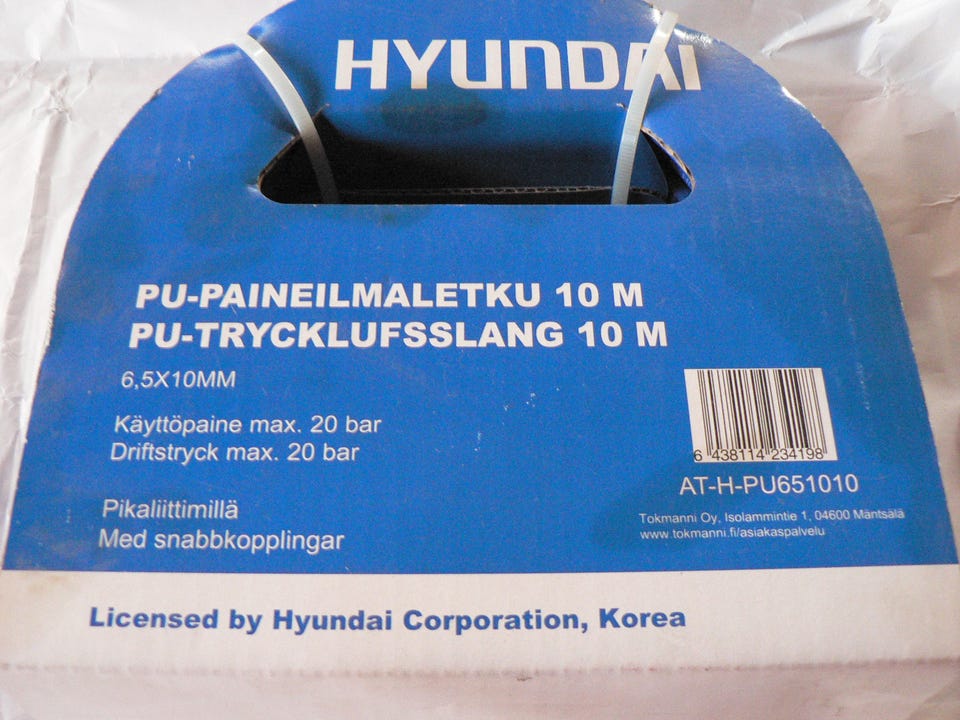 HYUNDAI
PU-PAINEILMALETKU 10 M
PU-TRYCKLUFSSLANG 10 M
6,5X10MM
Käyttöpaine max. 20 bar
Driftstryck max. 20 bar
Pikaliittimillä
Med snabbkopplingar
6 438114 234198
AT-H-PU651010
Tokmanni Oy, Isolammintie 1, 04600 Mäntsälä
www.tokmanni.fi/asiakaspalvelu
Licensed by Hyundai Corporation, Korea